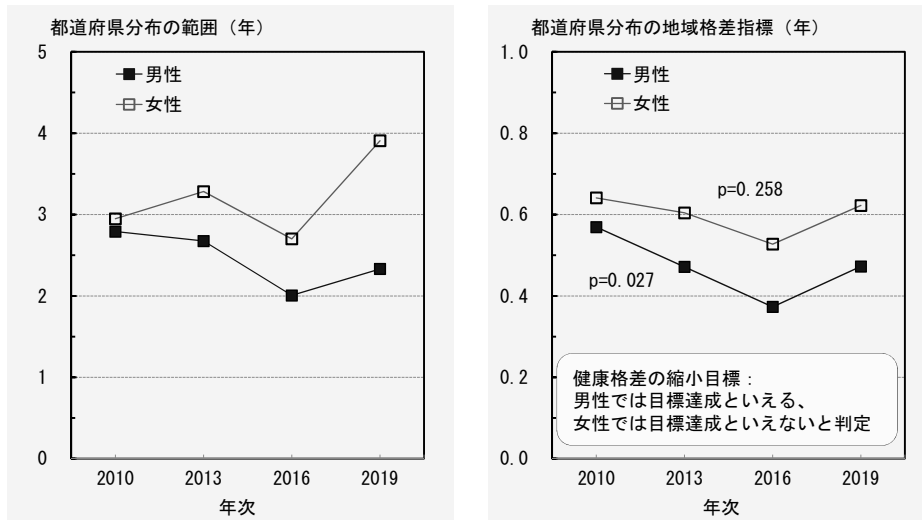 都道府県分布の範囲（年）
5
4
3
2
1
0
男性
女性
2010 2013 2016 2019
年次
都道府県分布の地域格差指標（年）
1.0
0.8
0.6
0.4
0.2
0.0
男性
女性
p=0.258
p=0.027
健康格差の縮小目標：
男性では目標達成といえる、
女性では目標達成といえないと判定
2010 2013 2016 2019
年次